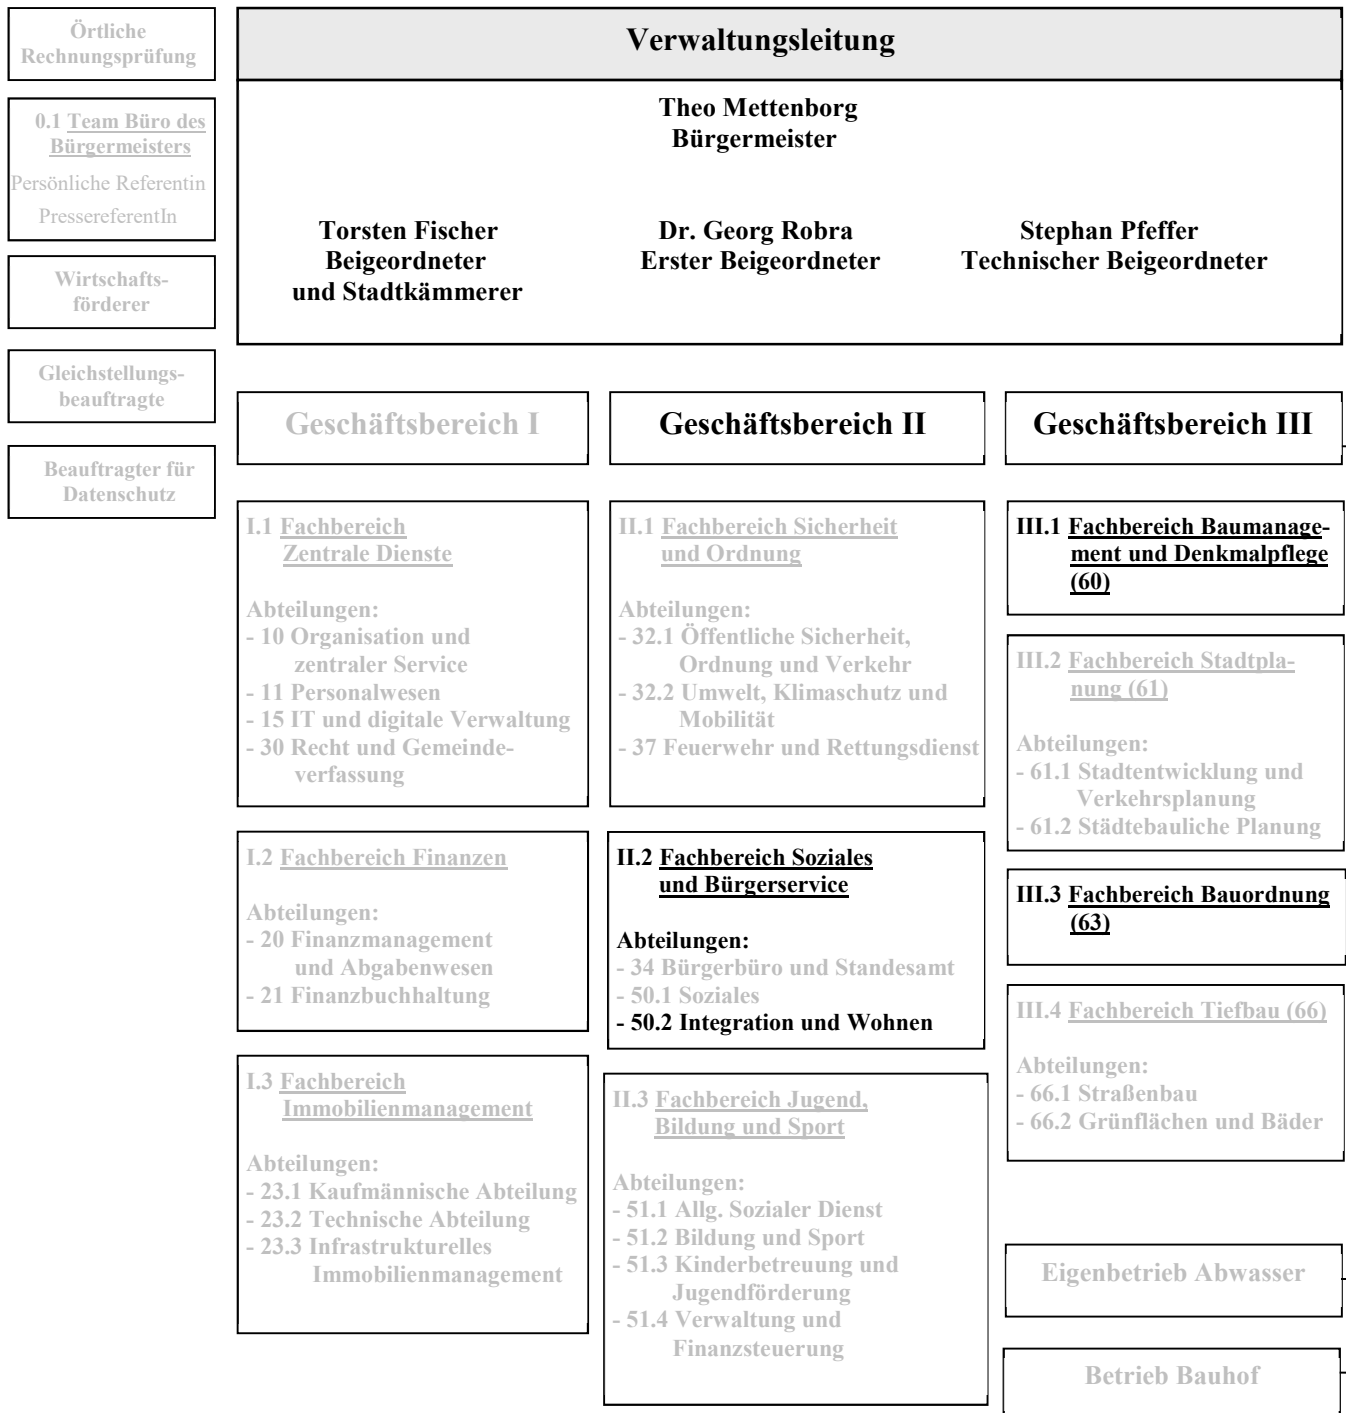 Örtliche
Rechnungsprüfung
0.1 Team Büro des
Bürgermeisters
Persönliche Referentin
PressereferentIn
Wirtschafts-
förderer
Gleichstellungs-
beauftragte
Beauftragter für
Datenschutz
Verwaltungsleitung
Theo Mettenborg
Bürgermeister
Torsten Fischer
Beigeordneter
und Stadtkämmerer
Dr. Georg Robra
Erster Beigeordneter
Stephan Pfeffer
Technischer Beigeordneter
Geschäftsbereich I
I.1 Fachbereich
Zentrale Dienste
Abteilungen:
- 10 Organisation und
zentraler Service
- 11 Personalwesen
- 15 IT und digitale Verwaltung
- 30 Recht und Gemeinde-
verfassung
I.2 Fachbereich Finanzen
Abteilungen:
- 20 Finanzmanagement
und Abgabenwesen
- 21 Finanzbuchhaltung
I.3 Fachbereich
Immobilienmanagement
Abteilungen:
- 23.1 Kaufmännische Abteilung
- 23.2 Technische Abteilung
- 23.3 Infrastrukturelles
Immobilienmanagement
Geschäftsbereich II
II.1 Fachbereich Sicherheit
und Ordnung
Abteilungen:
- 32.1 Öffentliche Sicherheit,
Ordnung und Verkehr
- 32.2 Umwelt, Klimaschutz und
Mobilität
- 37 Feuerwehr und Rettungsdienst
II.2 Fachbereich Soziales
und Bürgerservice
Abteilungen:
- 34 Bürgerbüro und Standesamt
- 50.1 Soziales
- 50.2 Integration und Wohnen
II.3 Fachbereich Jugend,
Bildung und Sport
Abteilungen:
- 51.1 Allg. Sozialer Dienst
- 51.2 Bildung und Sport
- 51.3 Kinderbetreuung und
Jugendförderung
- 51.4 Verwaltung und
Finanzsteuerung
Geschäftsbereich III
III.1 Fachbereich Baumanage-
ment und Denkmalpflege
(60)
III.2 Fachbereich Stadtpla-
nung (61)
Abteilungen:
- 61.1 Stadtentwicklung und
Verkehrsplanung
- 61.2 Städtebauliche Planung
III.3 Fachbereich Bauordnung
(63)
III.4 Fachbereich Tiefbau (66)
Abteilungen:
- 66.1 Straßenbau
- 66.2 Grünflächen und Bäder
Eigenbetrieb Abwasser
Betrieb Bauhof